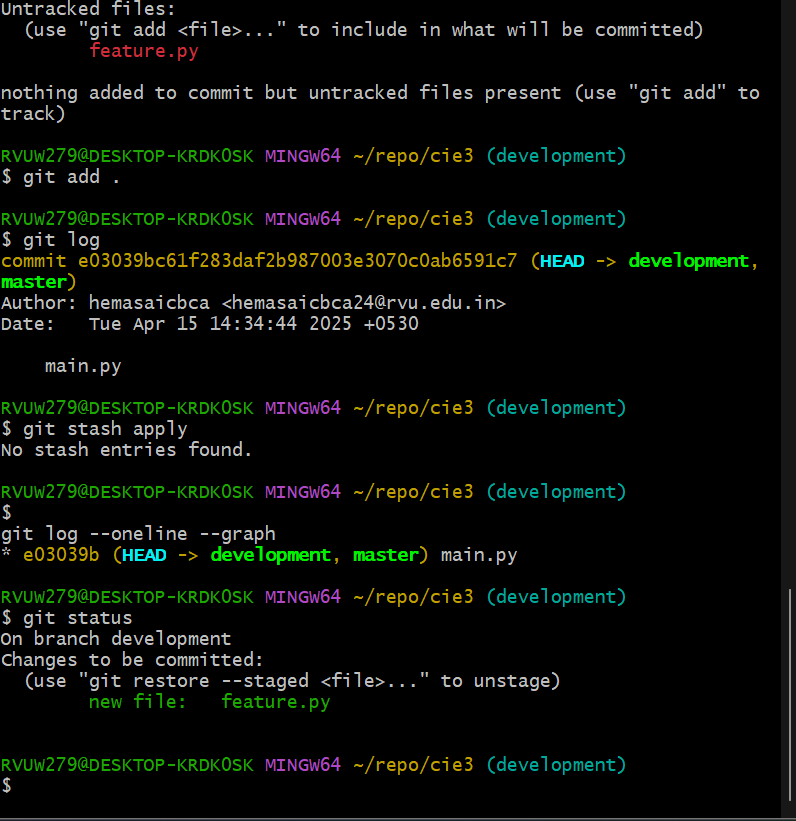 Untracked files:
  (use "git add <file>..." to include in what will be committed)
        feature.py

nothing added to commit but untracked files present (use "git add" to
track)

RVUW279@DESKTOP-KRDK0SK MINGW64 ~/repo/cie3 (development)
$ git add .

RVUW279@DESKTOP-KRDK0SK MINGW64 ~/repo/cie3 (development)
$ git log
commit e03039bc61f283daf2b987003e3070c0ab6591c7 (HEAD -> development,
master)
Author: hemasaicbca <hemasaicbca24@rvu.edu.in>
Date:   Tue Apr 15 14:34:44 2025 +0530

    main.py

RVUW279@DESKTOP-KRDK0SK MINGW64 ~/repo/cie3 (development)
$ git stash apply
No stash entries found.

RVUW279@DESKTOP-KRDK0SK MINGW64 ~/repo/cie3 (development)
$
git log --oneline --graph
* e03039b (HEAD -> development, master) main.py

RVUW279@DESKTOP-KRDK0SK MINGW64 ~/repo/cie3 (development)
$ git status
On branch development
Changes to be committed:
  (use "git restore --staged <file>..." to unstage)
        new file:   feature.py


RVUW279@DESKTOP-KRDK0SK MINGW64 ~/repo/cie3 (development)
$